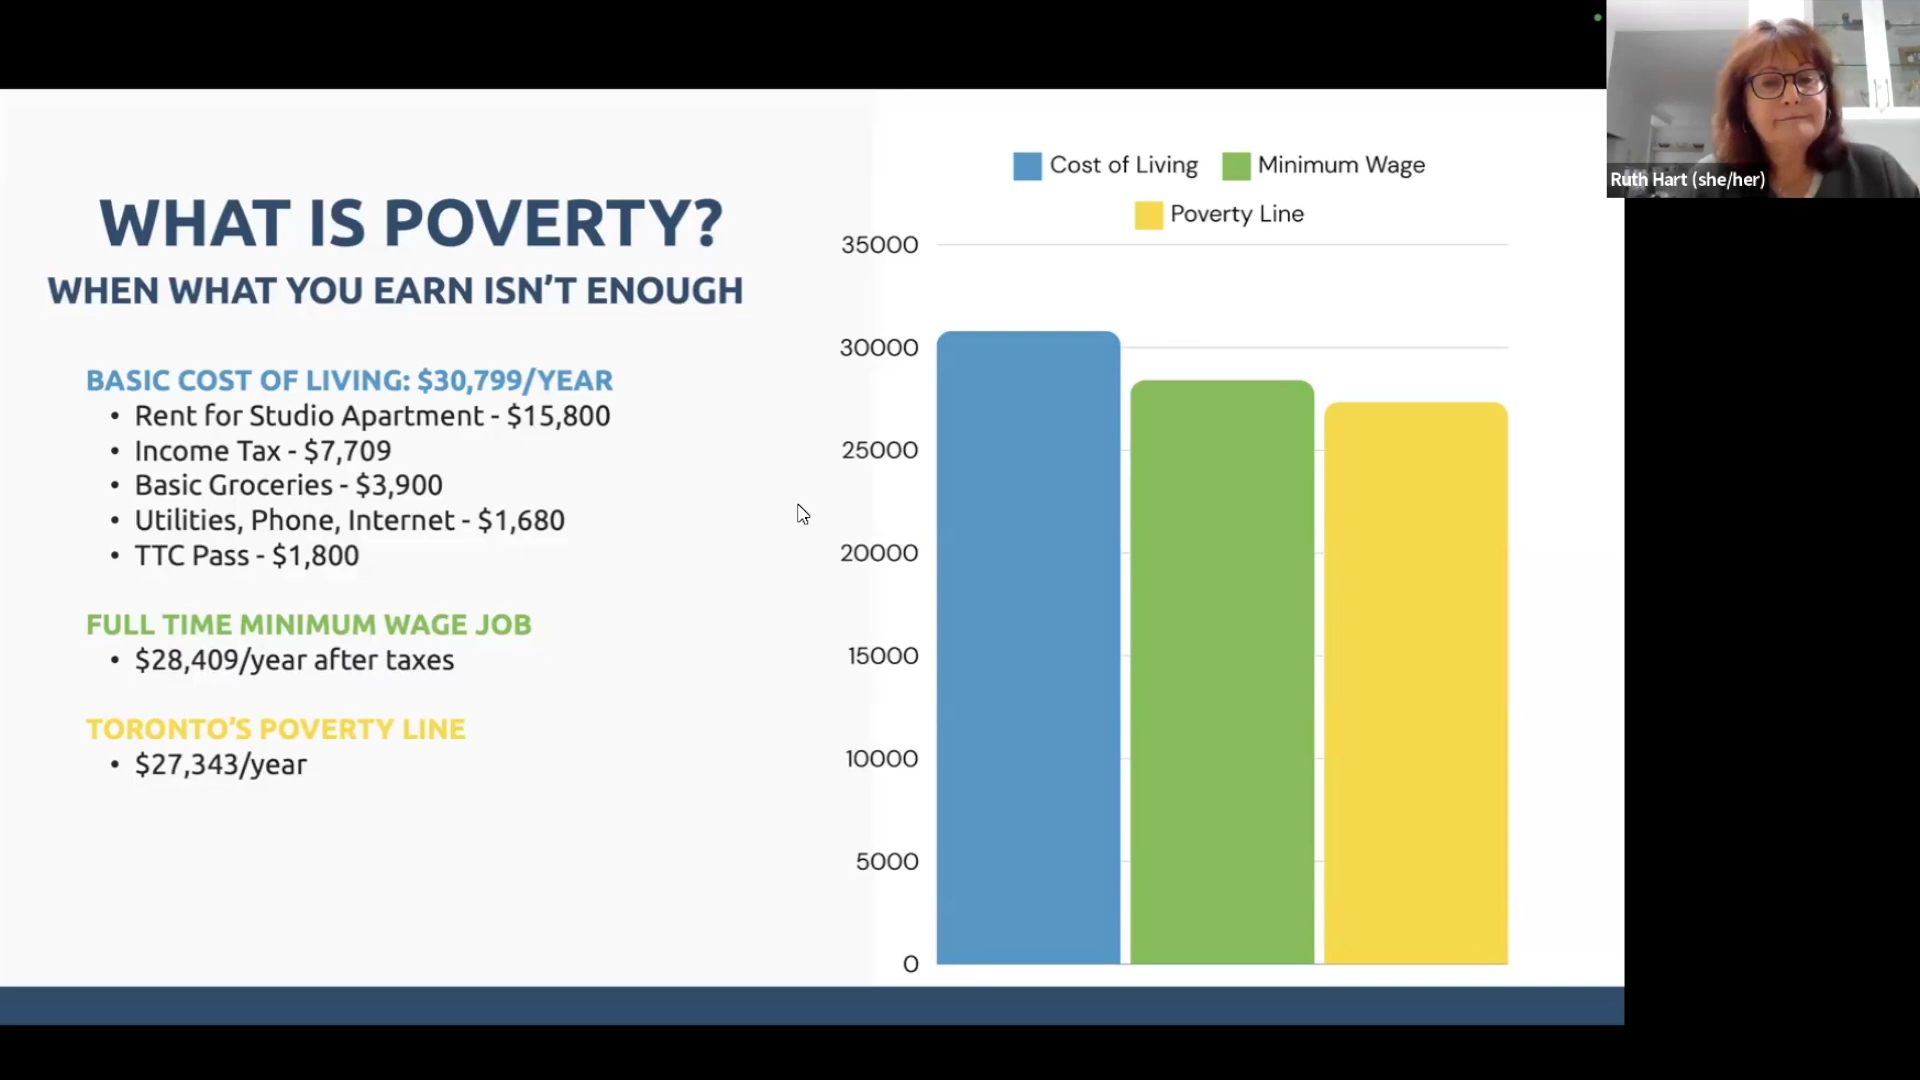 WHAT IS POVERTY?
WHEN WHAT YOU EARN ISN'T ENOUGH
BASIC COST OF LIVING: $30,799/YEAR
• Rent for Studio Apartment - $15,800
• Income Tax - $7,709
• Basic Groceries - $3,900
• Utilities, Phone, Internet - $1,680
• TTC Pass - $1,800
FULL TIME MINIMUM WAGE JOB
• $28,409/year after taxes
TORONTO'S POVERTY LINE
• $27,343/year
Cost of Living Minimum Wage
Poverty Line
35000
30000
25000
20000
15000
10000
5000
0
Ruth Hart (she/her)